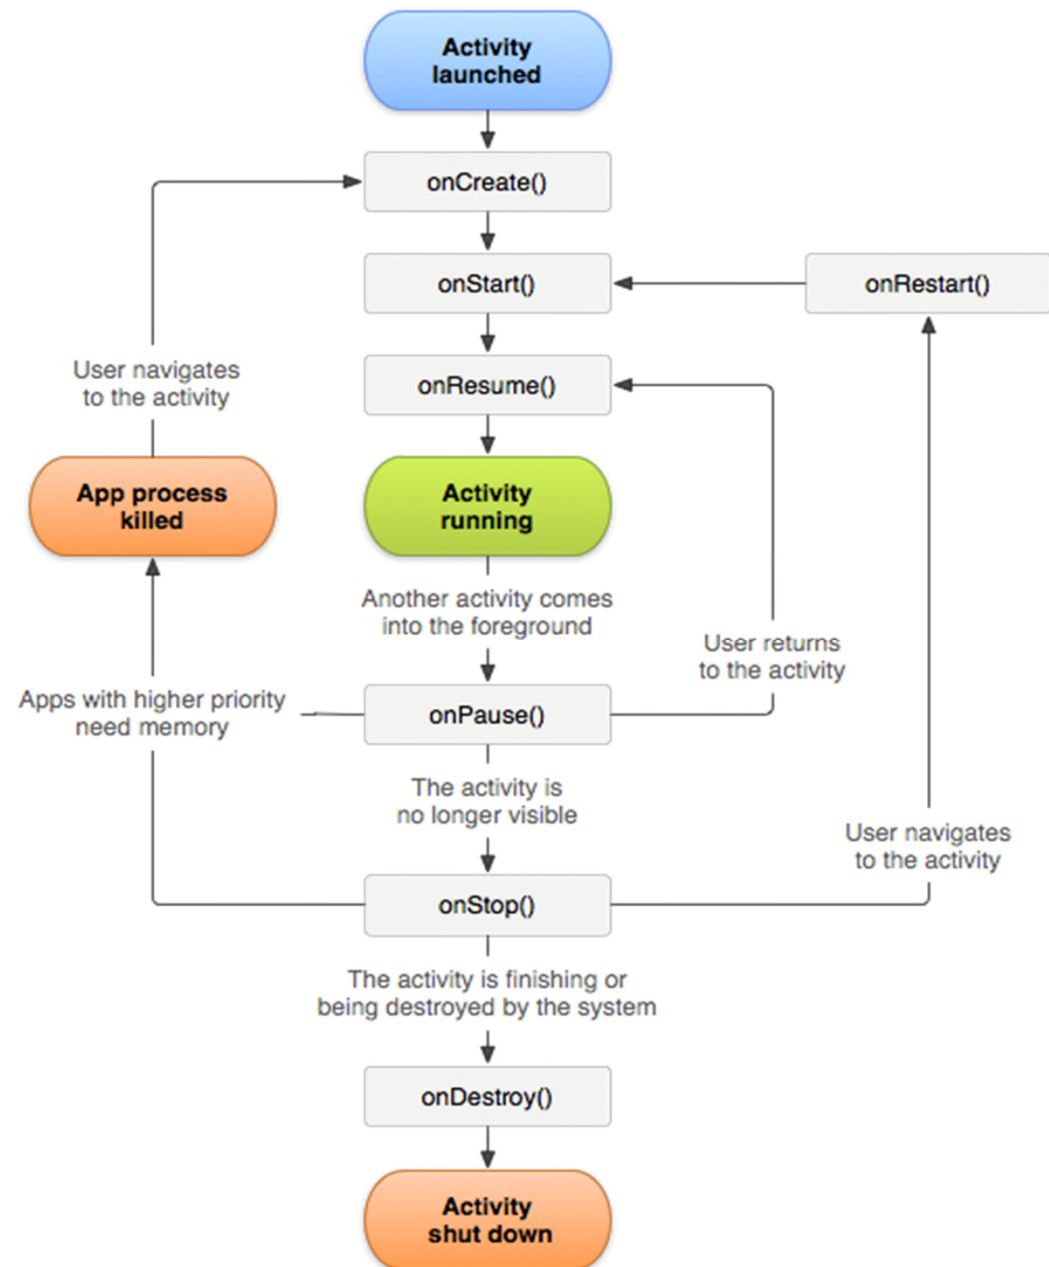 Activity
launched
onCreate()
onStart()
onRestart()
onResume()
User navigates
to the activity
App process
killed
Activity
running
Another activity comes
into the foreground
User returns
to the activity
Apps with higher priority
need memory
onPause()
The activity is
no longer visible
User navigates
to the activity
onStop()
The activity is finishing or
being destroyed by the system
onDestroy()
Activity
shut down